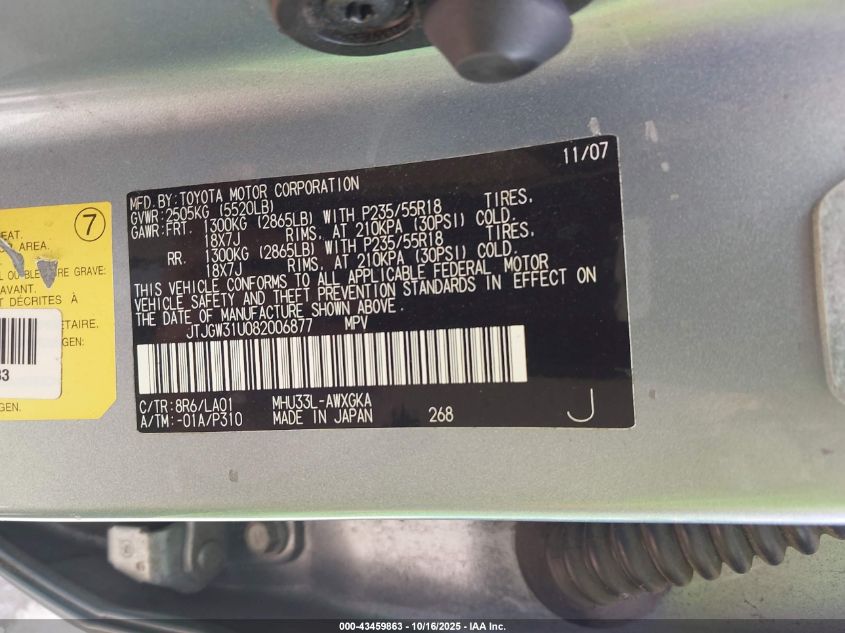 11/07
MFD. BY: TOYOTA MOTOR CORPORATION
GVWR: 2505KG (5520LB)
GAWR: FRT. 1300KG (2865LB) WITH P235/55R18 TIRES.
18X7J RIMS. AT 210KPA (30PSI) COLD.
RR. 1300KG (2865LB) WITH P235/55R18 TIRES.
18X7J RIMS. AT 210KPA (30PSI) COLD.
THIS VEHICLE CONFORMS TO ALL APPLICABLE FEDERAL MOTOR
VEHICLE SAFETY AND THEFT PREVENTION STANDARDS IN EFFECT ON
THE DATE OF MANUFACTURE SHOWN ABOVE.
JTJGW31U082006877 MPV
C/TR: 8R6/LA01 MHU33L-AWXGKA
A/TM: -01A/P310 MADE IN JAPAN 268 J
7
EAT.
AREA.
GRAVE:
AVANT.
T DÉCRITES À
ETAIRE.
GEN:
33
GEN.
000-43459863 - 10/16/2025 - IAA Inc.